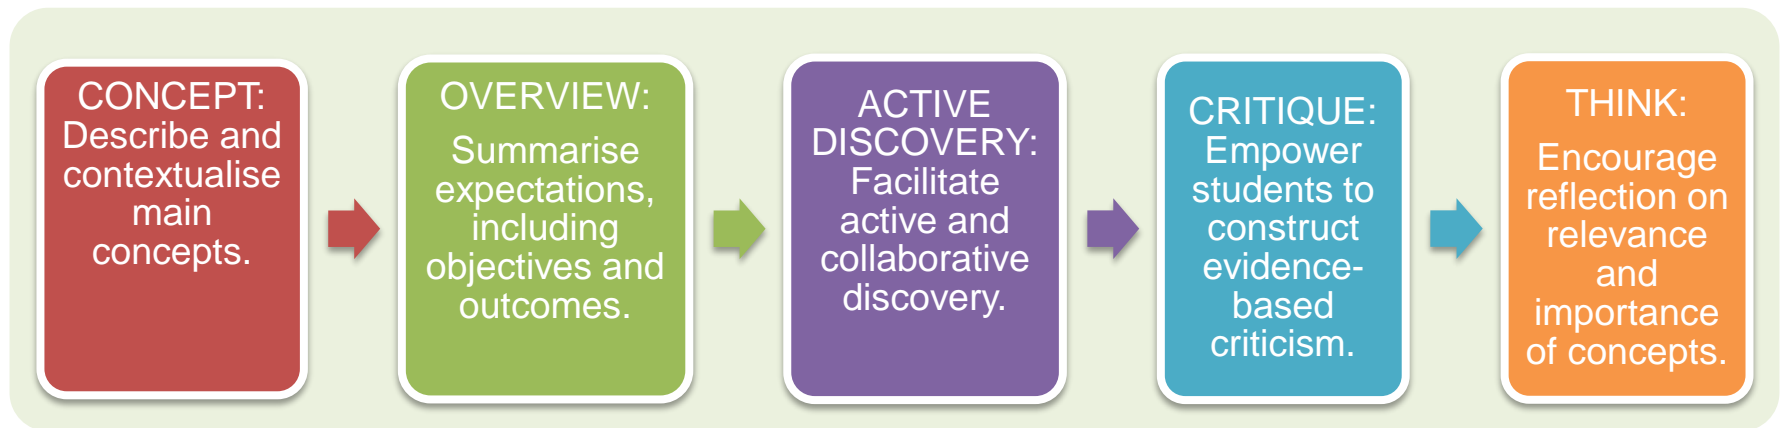 CONCEPT:
Describe and
contextualise
main
concepts.
OVERVIEW:
Summarise
expectations,
including
objectives and
outcomes.
ACTIVE
DISCOVERY:
Facilitate
active and
collaborative
discovery.
CRITIQUE:
Empower
students to
construct
evidence-
based
criticism.
THINK:
Encourage
reflection on
relevance
and
importance
of concepts.